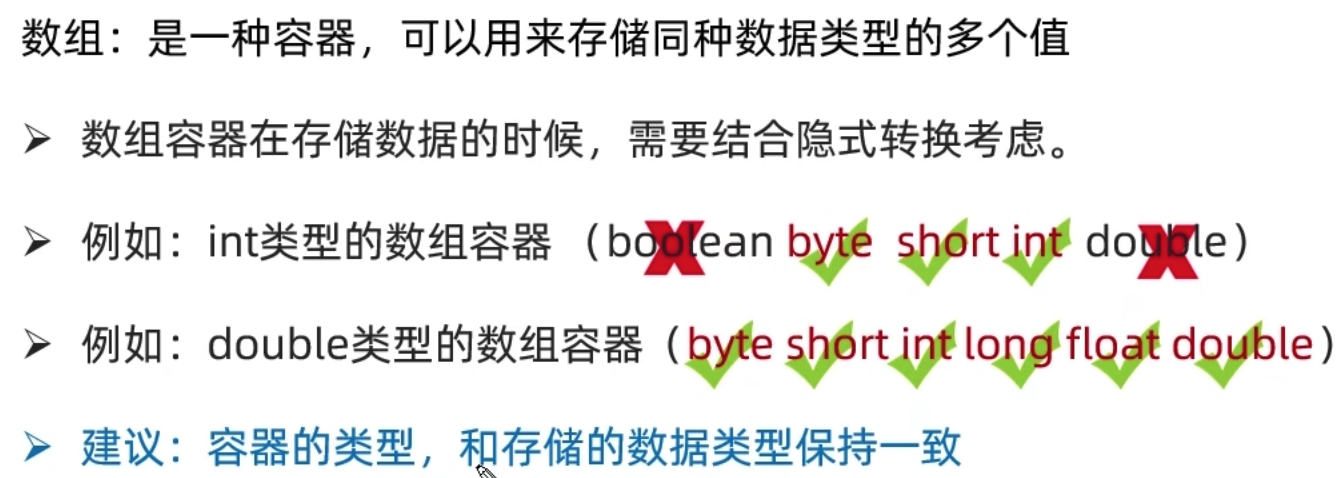 数组：是一种容器，可以用来存储同种数据类型的多个值
➢ 数组容器在存储数据的时候，需要结合隐式转换考虑。
➢ 例如：int类型的数组容器 （boolean byte short int double）
➢ 例如：double类型的数组容器（byte short int long float double）
➢ 建议：容器的类型，和存储的数据类型保持一致